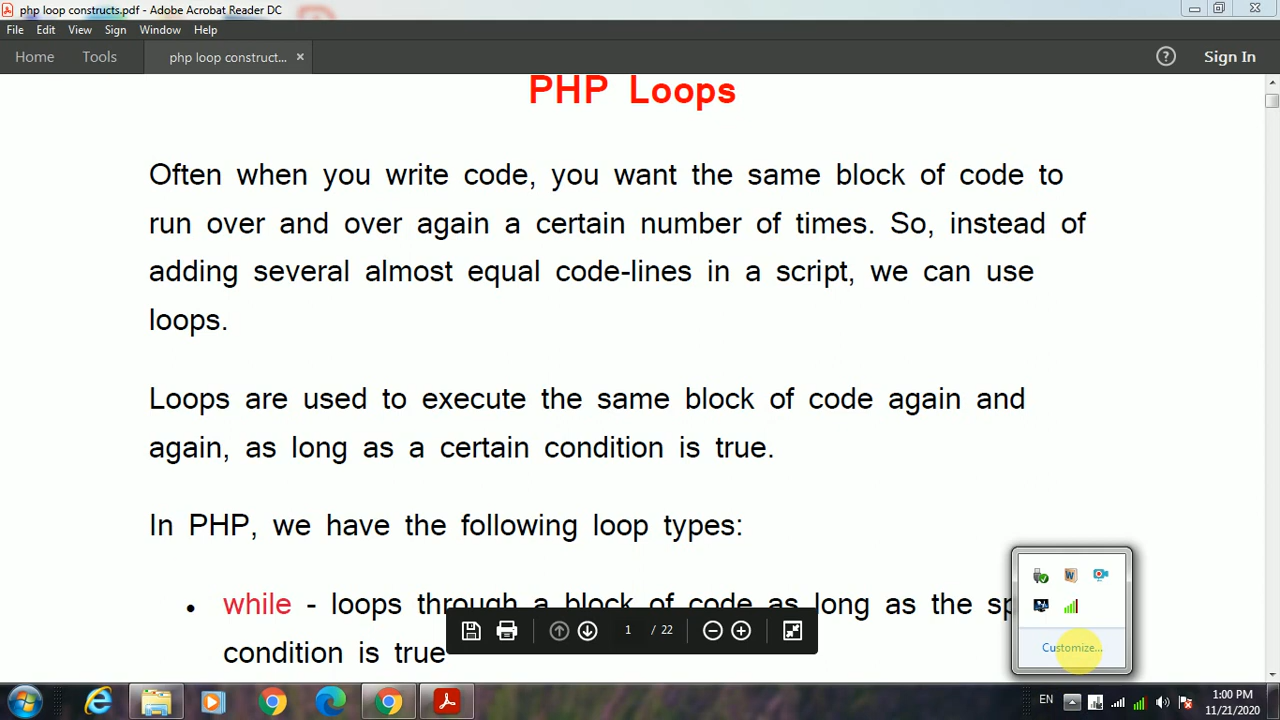 php loop constructs.pdf - Adobe Acrobat Reader DC
File Edit View Sign Window Help
Home Tools php loop construct... × Sign In
PHP Loops
Often when you write code, you want the same block of code to
run over and over again a certain number of times. So, instead of
adding several almost equal code-lines in a script, we can use
loops.
Loops are used to execute the same block of code again and
again, as long as a certain condition is true.
In PHP, we have the following loop types:
• while - loops through a block of code as long as the sp
condition is true
1 / 22
Customize...
EN 1:00 PM
11/21/2020